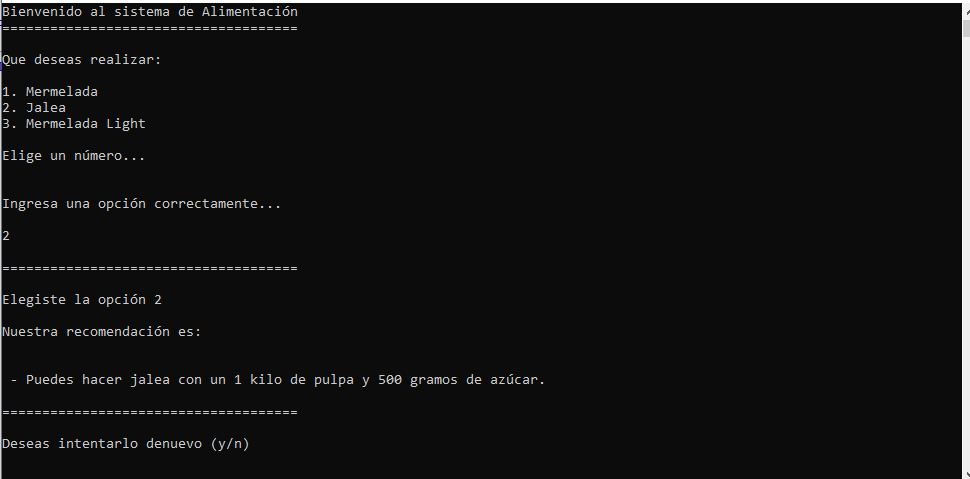 Bienvenido al sistema de Alimentación
=====================================
Que deseas realizar:
1. Mermelada
2. Jalea
3. Mermelada Light
Elige un número...
Ingresa una opción correctamente...
2
=====================================
Elegiste la opción 2
Nuestra recomendación es:
- Puedes hacer jalea con un 1 kilo de pulpa y 500 gramos de azúcar.
=====================================
Deseas intentarlo denuevo (y/n)